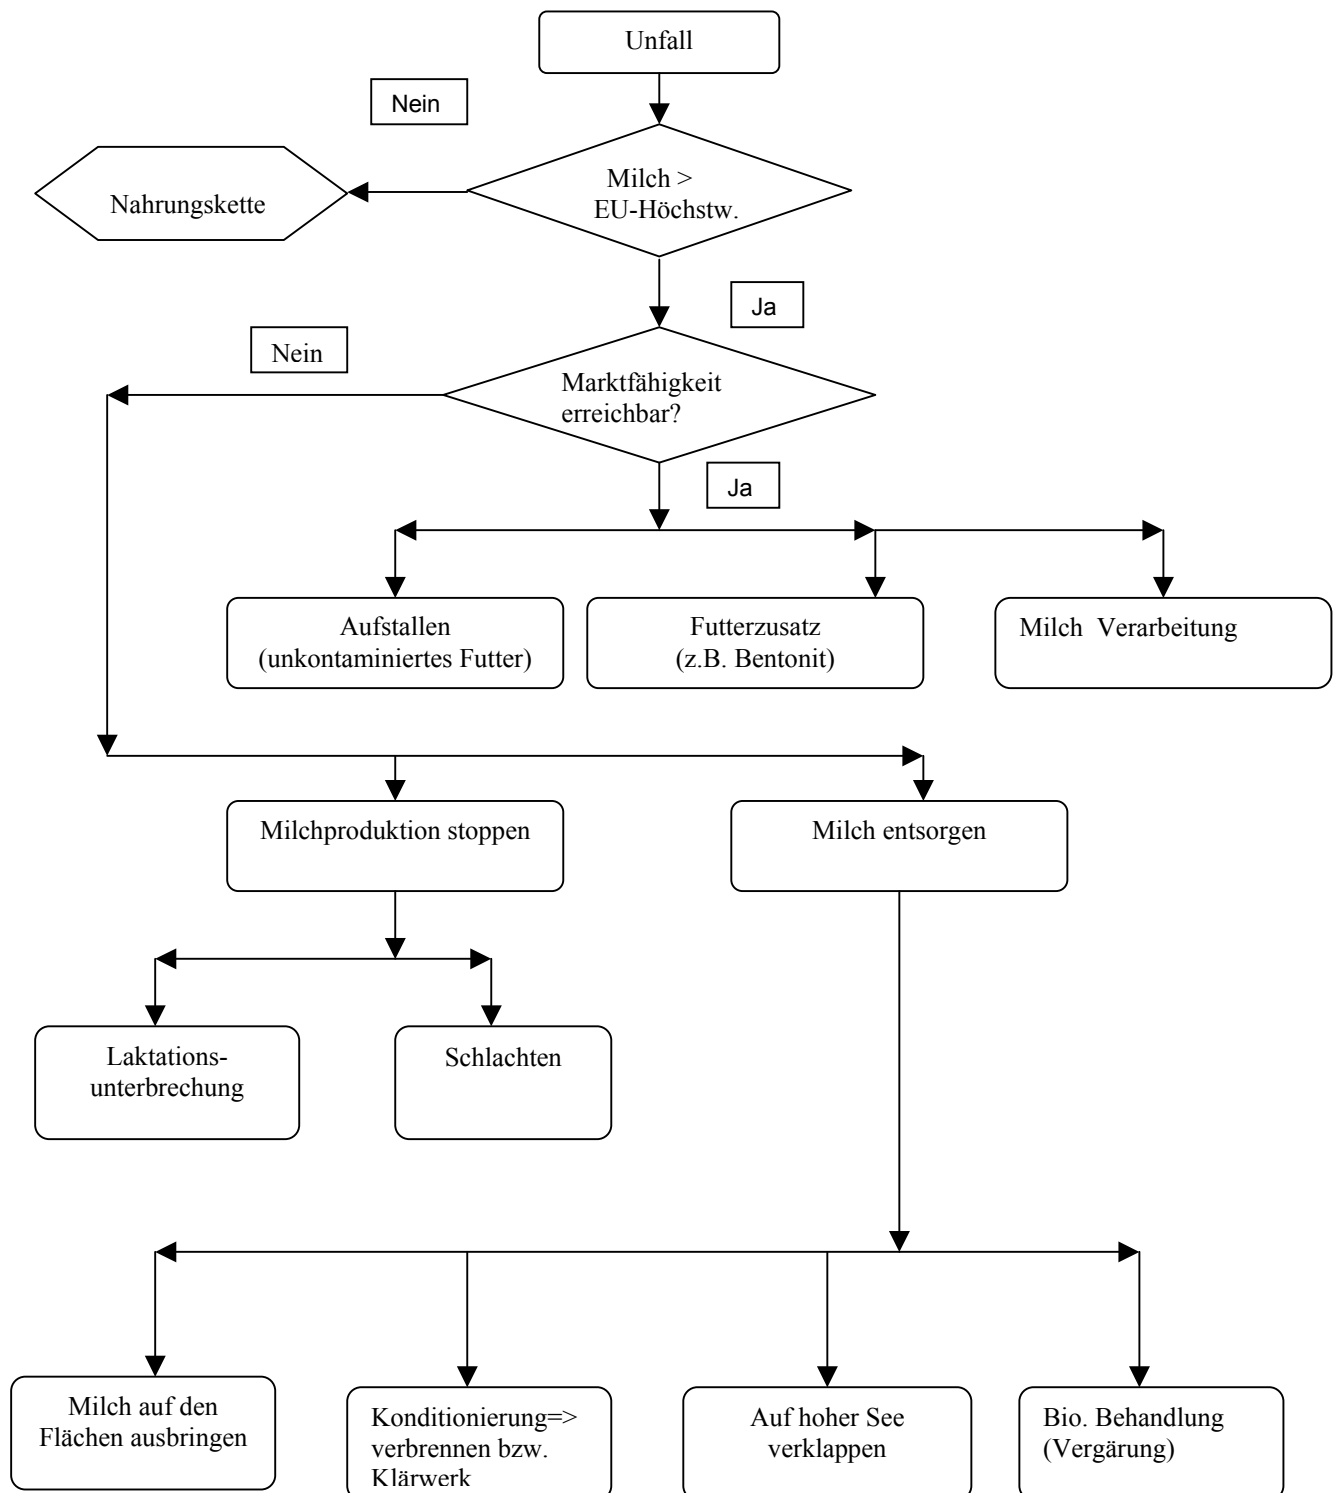 Unfall
Nein
Milch >
EU-Höchstw.
Nahrungskette
Ja
Nein
Marktfähigkeit
erreichbar?
Ja
Aufstallen
(unkontaminiertes Futter)
Futterzusatz
(z.B. Bentonit)
Milch Verarbeitung
Milchproduktion stoppen
Milch entsorgen
Laktations-
unterbrechung
Schlachten
Milch auf den
Flächen ausbringen
Konditionierung=>
verbrennen bzw.
Klärwerk
Auf hoher See
verklappen
Bio. Behandlung
(Vergärung)